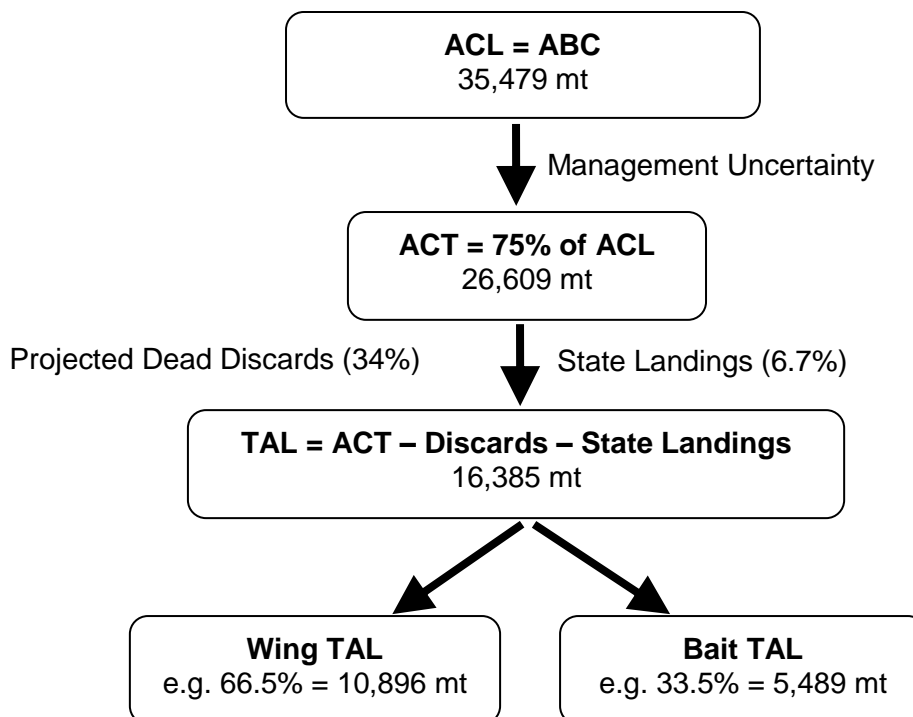 ACL = ABC
35,479 mt
Management Uncertainty
ACT = 75% of ACL
26,609 mt
Projected Dead Discards (34%)
State Landings (6.7%)
TAL = ACT – Discards – State Landings
16,385 mt
Wing TAL
e.g. 66.5% = 10,896 mt
Bait TAL
e.g. 33.5% = 5,489 mt